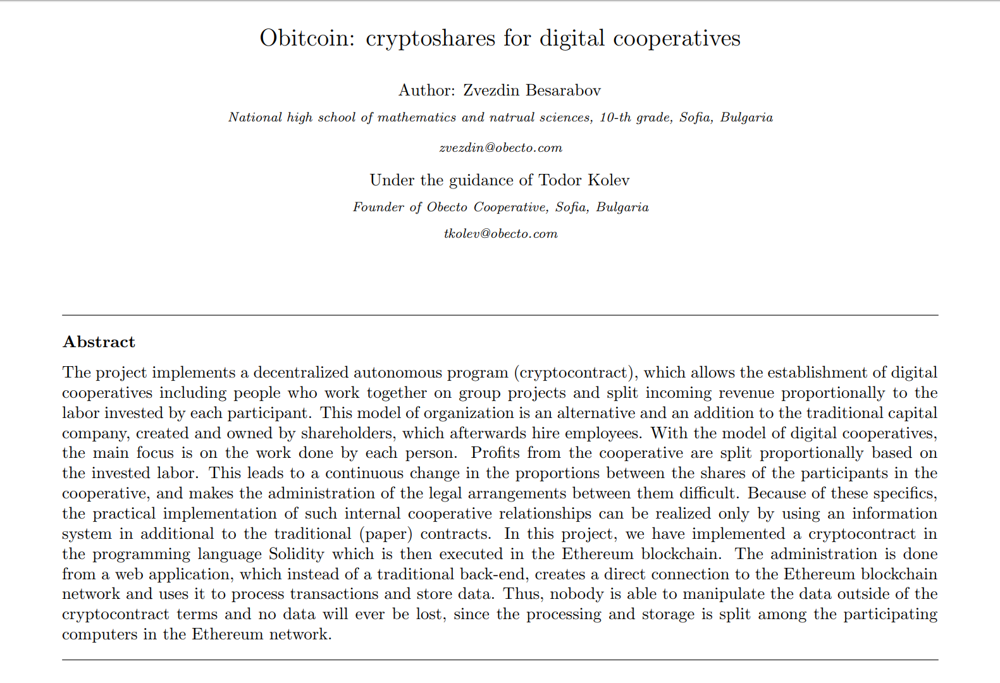 Obitcoin: cryptoshares for digital cooperatives
Author: Zvezdin Besarabov
National high school of mathematics and natrual sciences, 10-th grade, Sofia, Bulgaria
zvezdin@obecto.com
Under the guidance of Todor Kolev
Founder of Obecto Cooperative, Sofia, Bulgaria
tkolev@obecto.com
Abstract
The project implements a decentralized autonomous program (cryptocontract), which allows the establishment of digital
cooperatives including people who work together on group projects and split incoming revenue proportionally to the
labor invested by each participant. This model of organization is an alternative and an addition to the traditional capital
company, created and owned by shareholders, which afterwards hire employees. With the model of digital cooperatives,
the main focus is on the work done by each person. Profits from the cooperative are split proportionally based on
the invested labor. This leads to a continuous change in the proportions between the shares of the participants in the
cooperative, and makes the administration of the legal arrangements between them difficult. Because of these specifics,
the practical implementation of such internal cooperative relationships can be realized only by using an information
system in additional to the traditional (paper) contracts. In this project, we have implemented a cryptocontract in
the programming language Solidity which is then executed in the Ethereum blockchain. The administration is done
from a web application, which instead of a traditional back-end, creates a direct connection to the Ethereum blockchain
network and uses it to process transactions and store data. Thus, nobody is able to manipulate the data outside of the
cryptocontract terms and no data will ever be lost, since the processing and storage is split among the participating
computers in the Ethereum network.